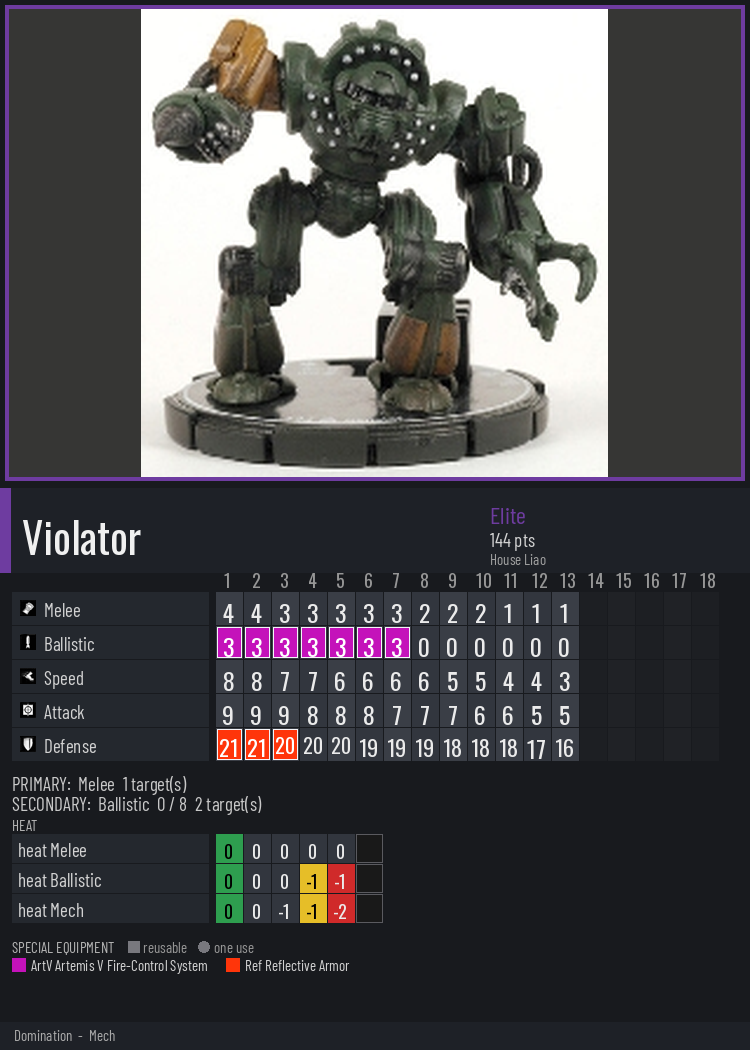 Violator
Elite
144 pts
House Liao
1 2 3 4 5 6 7 8 9 10 11 12 13 14 15 16 17 18
Melee 4 4 3 3 3 3 3 2 2 2 1 1 1
Ballistic 3 3 3 3 3 3 3 0 0 0 0 0 0
Speed 8 8 7 7 6 6 6 6 5 5 4 4 3
Attack 9 9 9 8 8 8 7 7 7 6 6 5 5
Defense 21 21 20 20 20 19 19 19 18 18 18 17 16
PRIMARY: Melee 1 target(s)
SECONDARY: Ballistic 0 / 8 2 target(s)
HEAT
heat Melee 0 0 0 0 0
heat Ballistic 0 0 0 -1 -1
heat Mech 0 0 -1 -1 -2
SPECIAL EQUIPMENT reusable one use
ArtV Artemis V Fire-Control System Ref Reflective Armor
Domination - Mech